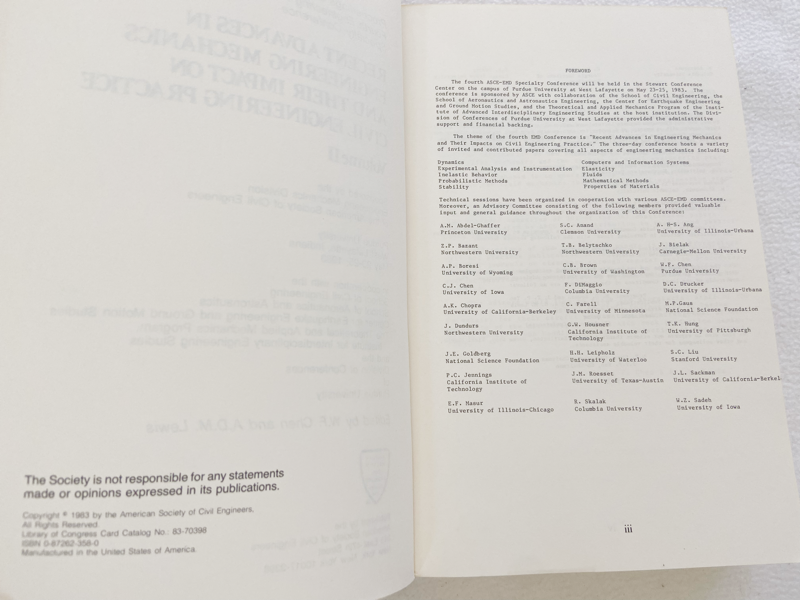 The Society is not responsible for any statements
made or opinions expressed in its publications.
Copyright © 1983 by the American Society of Civil Engineers,
All Rights Reserved.
Library of Congress Card Catalog No.: 83-70398
ISBN 0-87262-358-0
Manufactured in the United States of America.
FOREWORD
The fourth ASCE-EMD Specialty Conference will be held in the Stewart Conference
Center on the campus of Purdue University at West Lafayette on May 23-25, 1983. The
conference is sponsored by ASCE with collaboration of the School of Civil Engineering, the
School of Aeronautics and Astronautics Engineering, the Center for Earthquake Engineering
and Ground Motion Studies, and the Theoretical and Applied Mechanics Program of the Insti-
tute of Advanced Interdisciplinary Engineering Studies at the host institution. The Divi-
sion of Conferences of Purdue University at West Lafayette provided the administrative
support and financial backing.
The theme of the fourth EMD Conference is "Recent Advances in Engineering Mechanics
and Their Impacts on Civil Engineering Practice." The three-day conference hosts a variety
of invited and contributed papers covering all aspects of engineering mechanics including:
Dynamics Computers and Information Systems
Experimental Analysis and Instrumentation Elasticity
Inelastic Behavior Fluids
Probabilistic Methods Mathematical Methods
Stability Properties of Materials
Technical sessions have been organized in cooperation with various ASCE-EMD committees.
Moreover, an Advisory Committee consisting of the following members provided valuable
input and general guidance throughout the organization of this Conference:
A.M. Abdel-Ghaffer S.C. Anand A. H-S. Ang
Princeton University Clemson University University of Illinois-Urbana
Z.P. Bazant T.B. Belytachko J. Bielak
Northwestern University Northwestern University Carnegie-Mellon University
A.P. Boresi C.B. Brown W.F. Chen
University of Wyoming University of Washington Purdue University
C.J. Chen F. DiMaggio D.C. Drucker
University of Iowa Columbia University University of Illinois-Urbana
A.K. Chopra C. Farell M.P.Gaus
University of California-Berkeley University of Minnesota National Science Foundation
J. Dundurs G.W. Housner T.K. Hung
Northwestern University California Institute of University of Pittsburgh
Technology
J.E. Goldberg H.H. Leipholz S.C. Liu
National Science Foundation University of Waterloo Stanford University
P.C. Jennings J.M. Roesset J.L. Sackman
California Institute of University of Texas-Austin University of California-Berkel
Technology
E.F. Masur R. Skalak W.Z. Sadeh
University of Illinois-Chicago Columbia University University of Iowa
iii